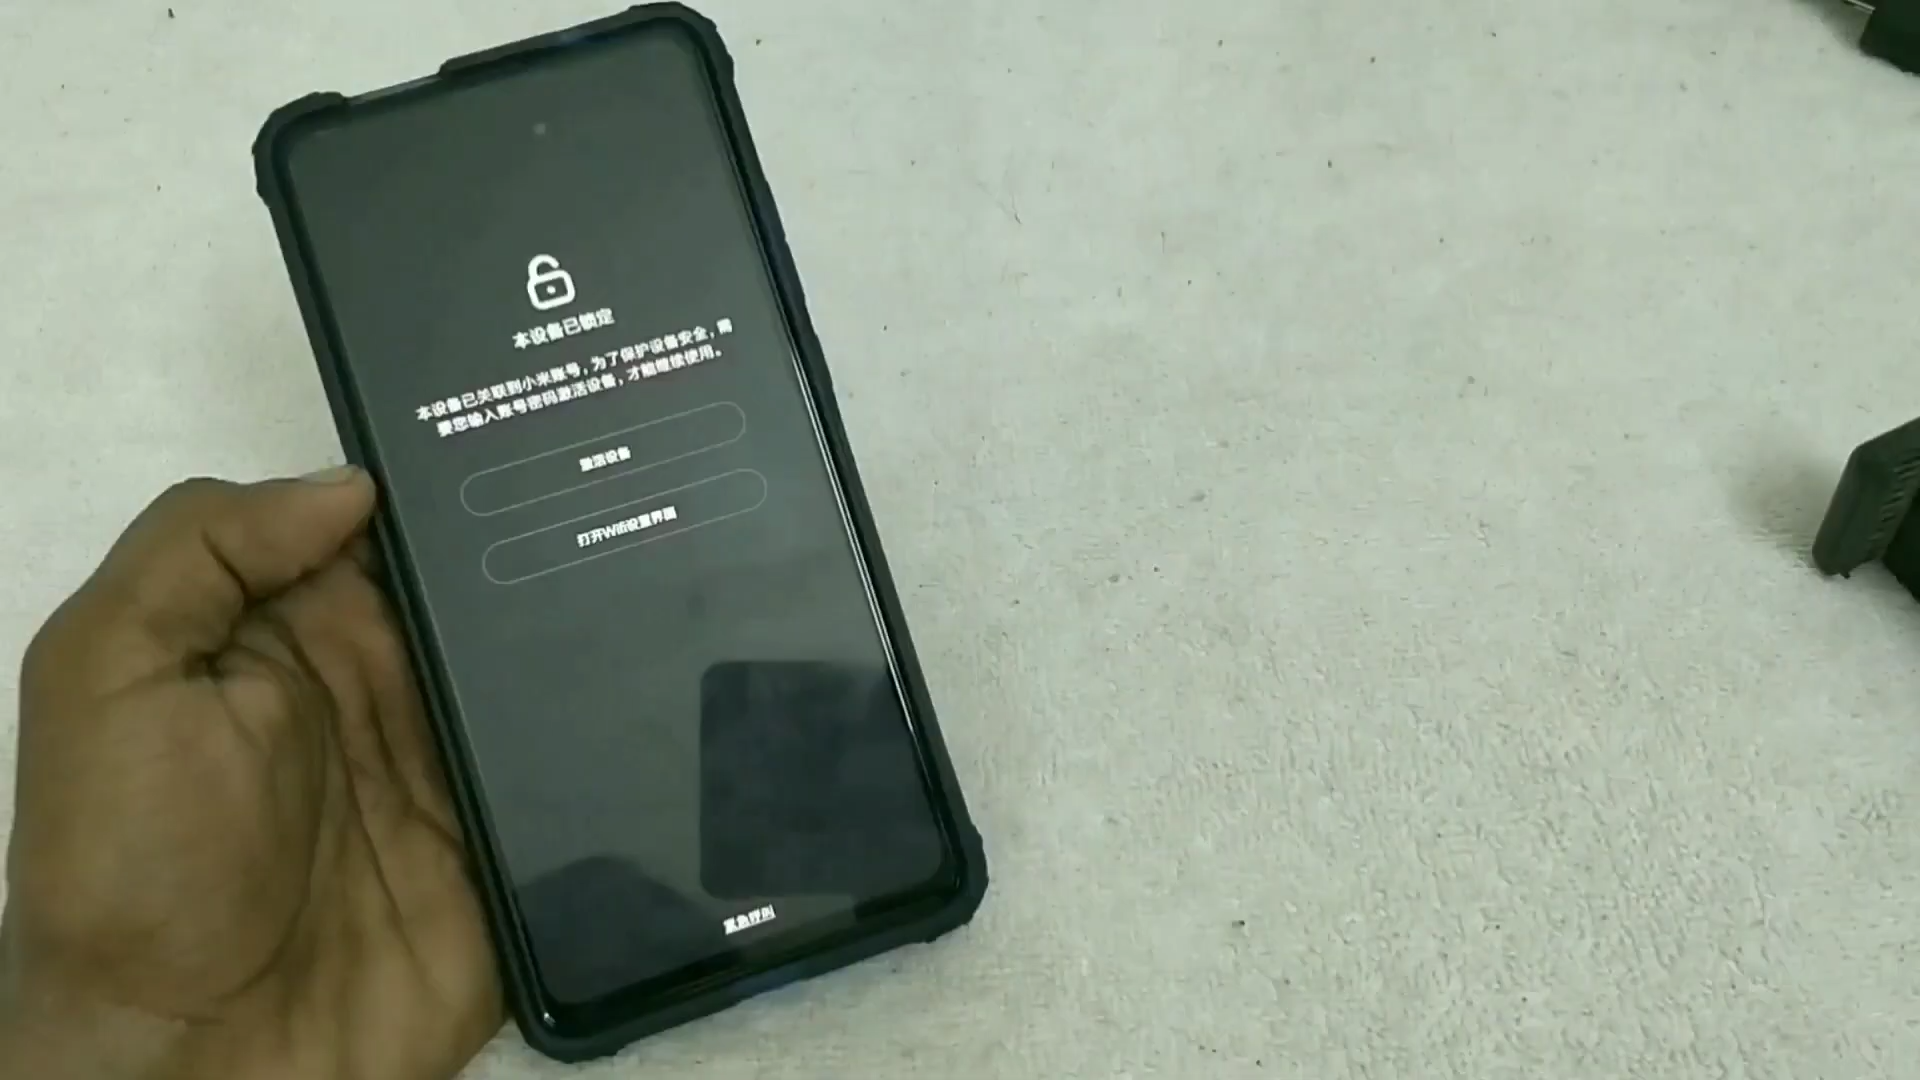 本设备已锁定
本设备已关联到小米账号，为了保护设备安全，需
要您输入账号密码激活设备，才能继续使用。
激活设备
打开Wifi设置界面
紧急呼叫